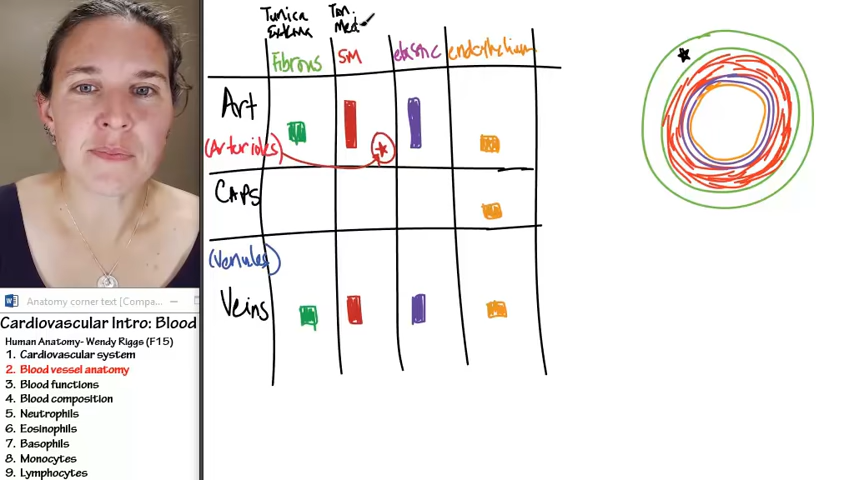 Tunica Externa
Tun. Med
Fibrous SM elastic endothelium
Art
(Arterioles)
CAPS
(Venules)
Veins
Anatomy corner text [Compa...
Cardiovascular Intro: Blood
Human Anatomy- Wendy Riggs (F15)
1. Cardiovascular system
2. Blood vessel anatomy
3. Blood functions
4. Blood composition
5. Neutrophils
6. Eosinophils
7. Basophils
8. Monocytes
9. Lymphocytes